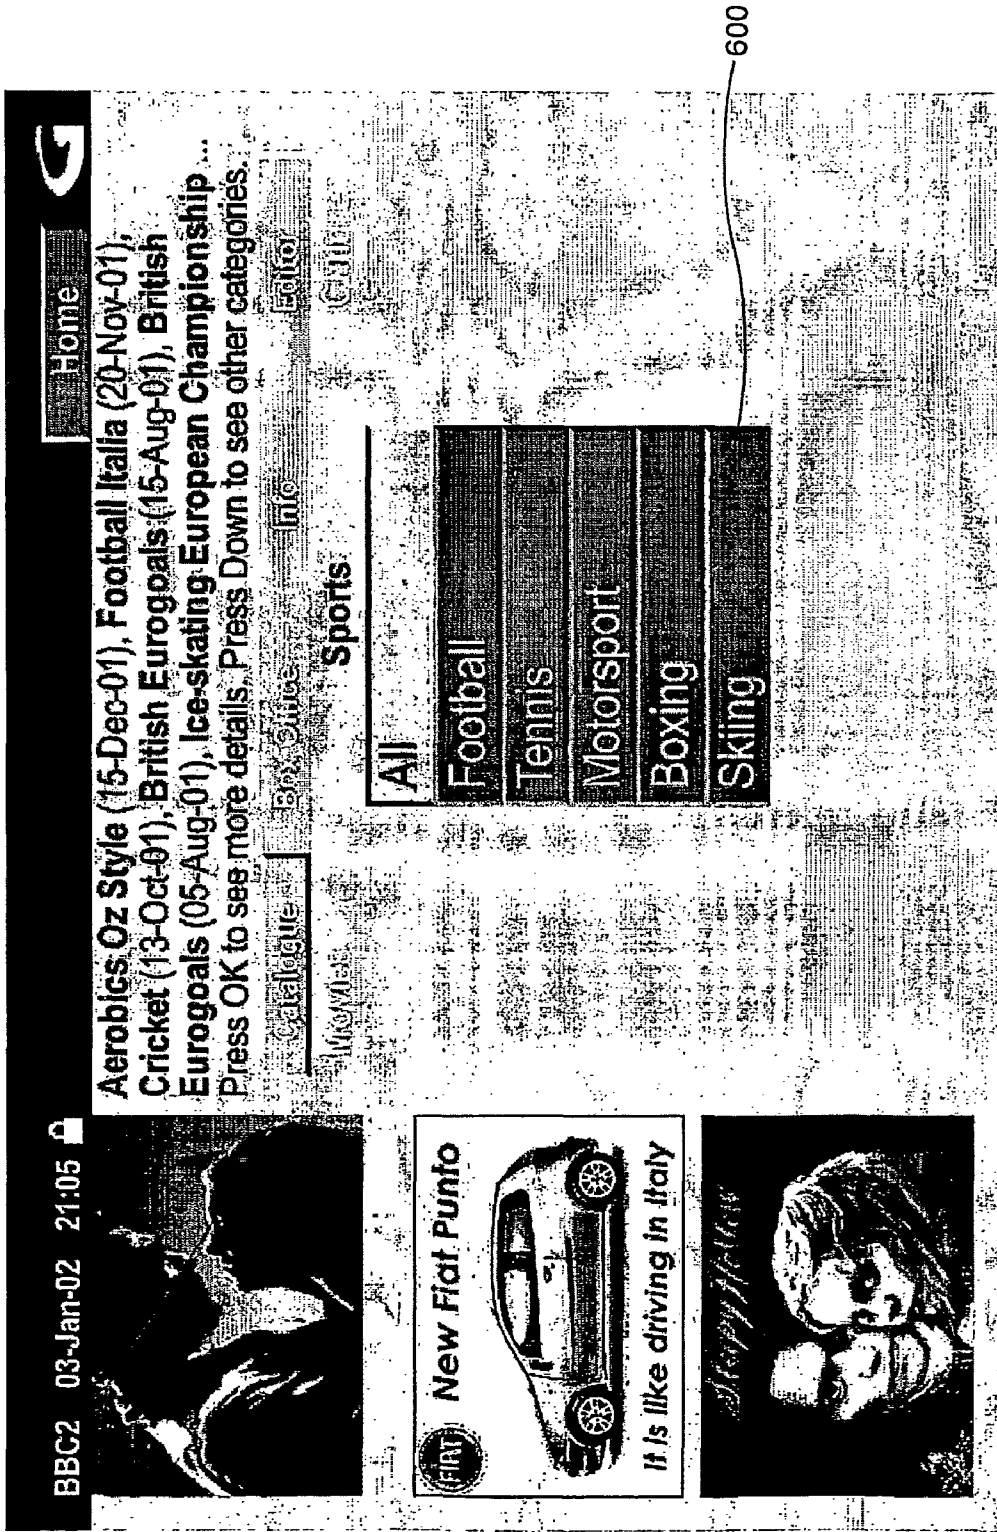 BBC2 03-Jan-02 21:05
Home
G
Aerobics Oz Style (15-Dec-01), Football Italia (20-Nov-01),
Cricket (13-Oct-01), British Eurogoals (15-Aug-01), British
Eurogoals (05-Aug-01), Ice-skating European Championship ...
Press OK to see more details. Press Down to see other categories.
Catalogue Box Office Info
Movies Sports
All
Football
Tennis
Motorsport
Boxing
Skiing
FIAT New Fiat Punto
It is like driving in Italy
Sleepy Hollow
600